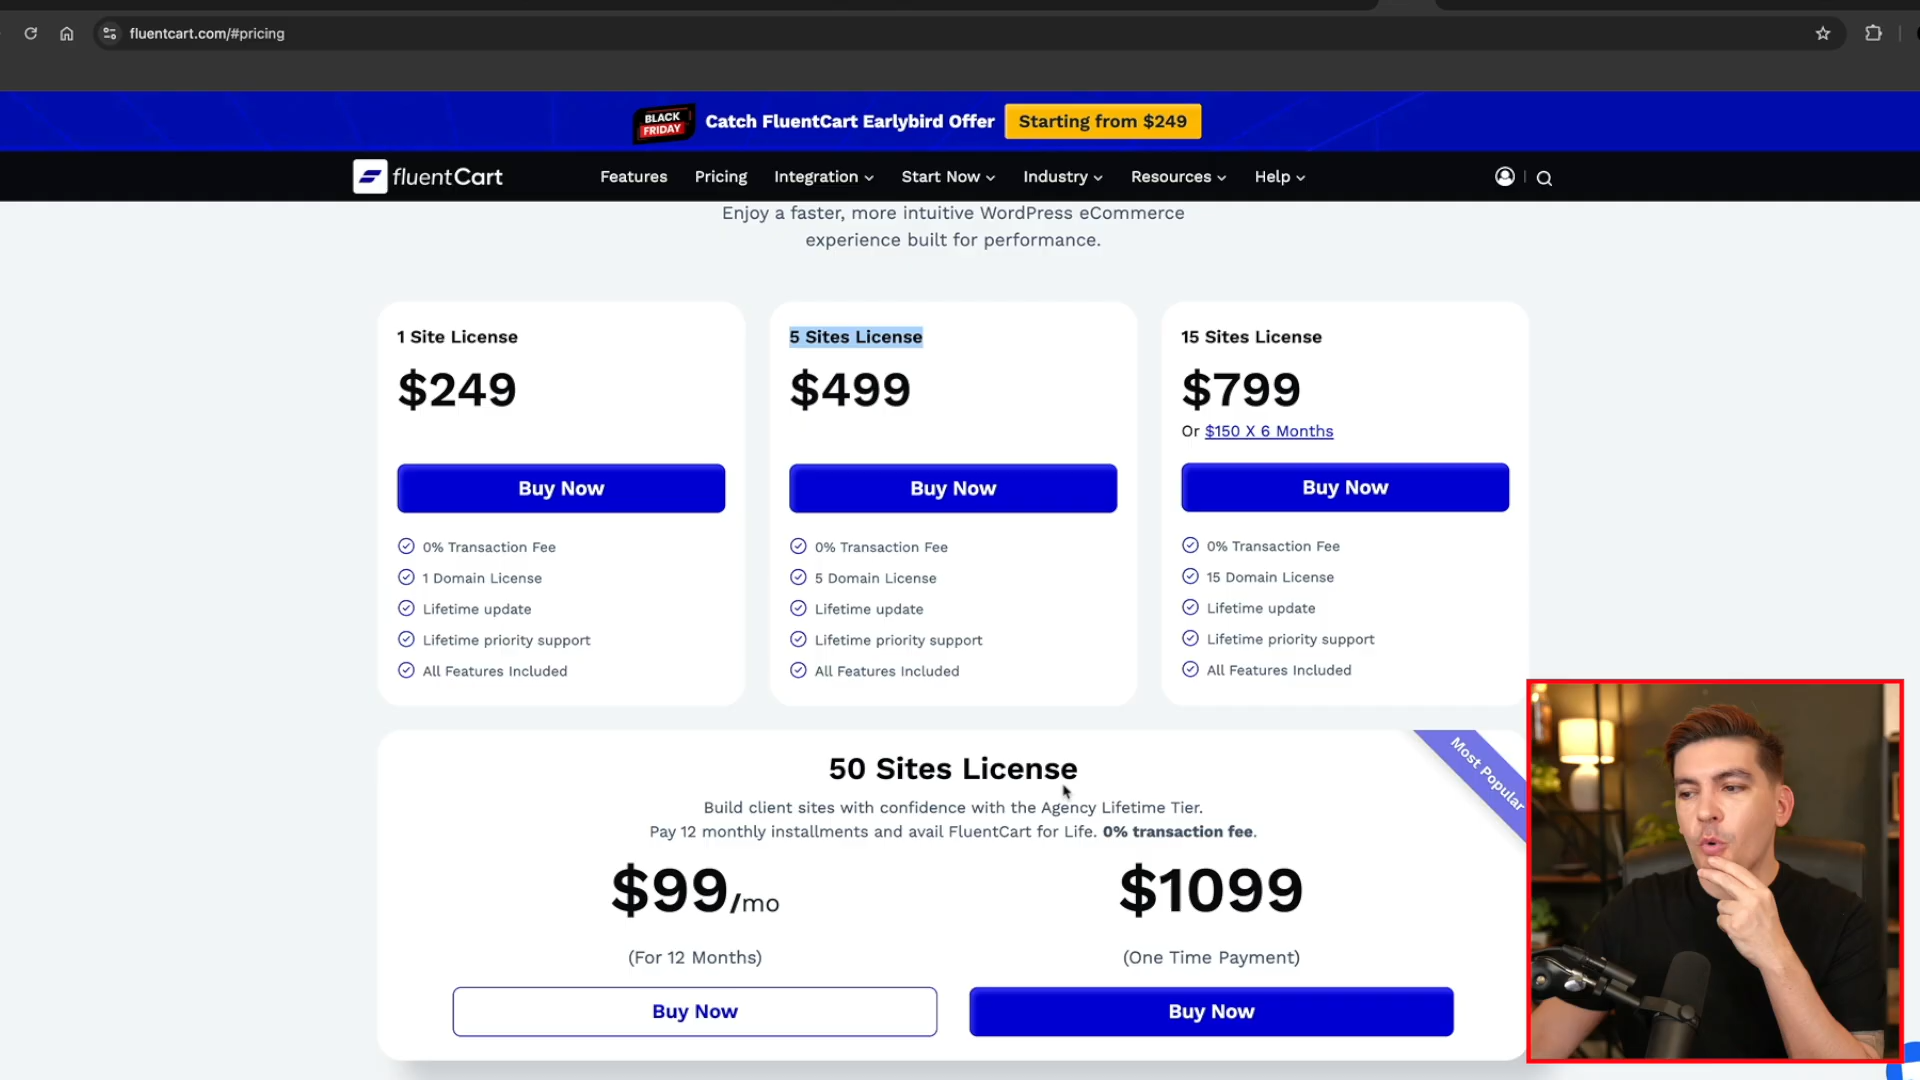 fluentcart.com/#pricing
BLACK FRIDAY
Catch FluentCart Earlybird Offer
Starting from $249
fluentCart
Features
Pricing
Integration
Start Now
Industry
Resources
Help
Enjoy a faster, more intuitive WordPress eCommerce
experience built for performance.
1 Site License
$249
Buy Now
0% Transaction Fee
1 Domain License
Lifetime update
Lifetime priority support
All Features Included
5 Sites License
$499
Buy Now
0% Transaction Fee
5 Domain License
Lifetime update
Lifetime priority support
All Features Included
15 Sites License
$799
Or $150 X 6 Months
Buy Now
0% Transaction Fee
15 Domain License
Lifetime update
Lifetime priority support
All Features Included
Most Popular
50 Sites License
Build client sites with confidence with the Agency Lifetime Tier.
Pay 12 monthly installments and avail FluentCart for Life. 0% transaction fee.
$99/mo
(For 12 Months)
Buy Now
$1099
(One Time Payment)
Buy Now